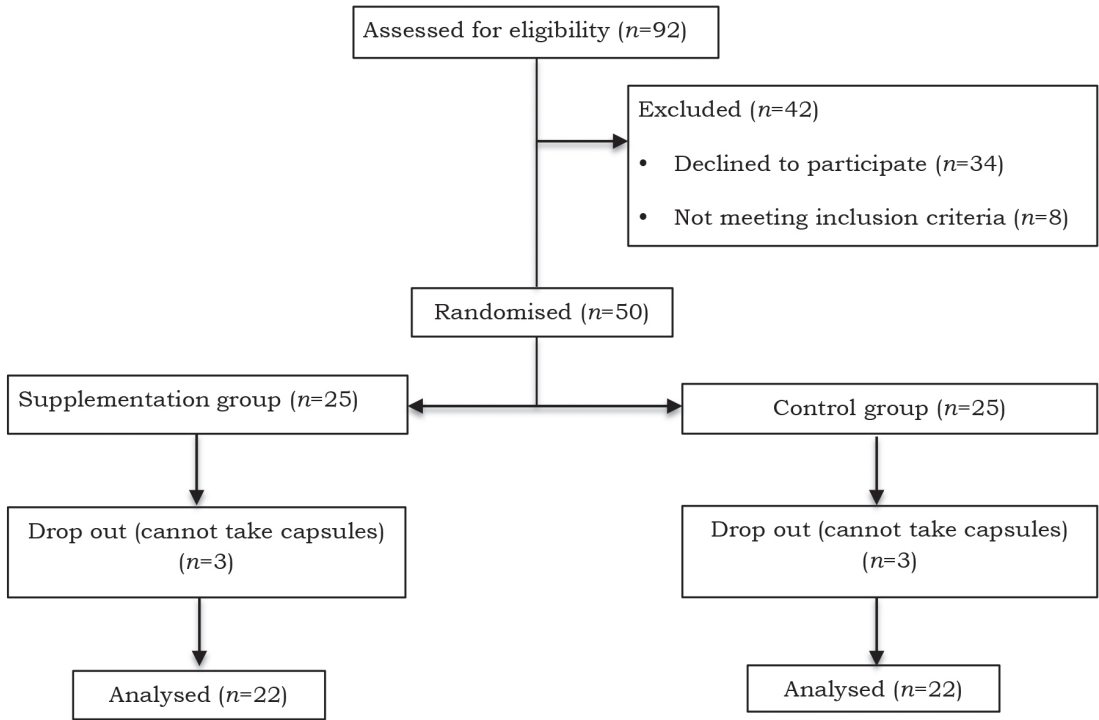 Assessed for eligibility (n=92)
Excluded (n=42)
• Declined to participate (n=34)
• Not meeting inclusion criteria (n=8)
Randomised (n=50)
Supplementation group (n=25)
Control group (n=25)
Drop out (cannot take capsules)
(n=3)
Drop out (cannot take capsules)
(n=3)
Analysed (n=22)
Analysed (n=22)